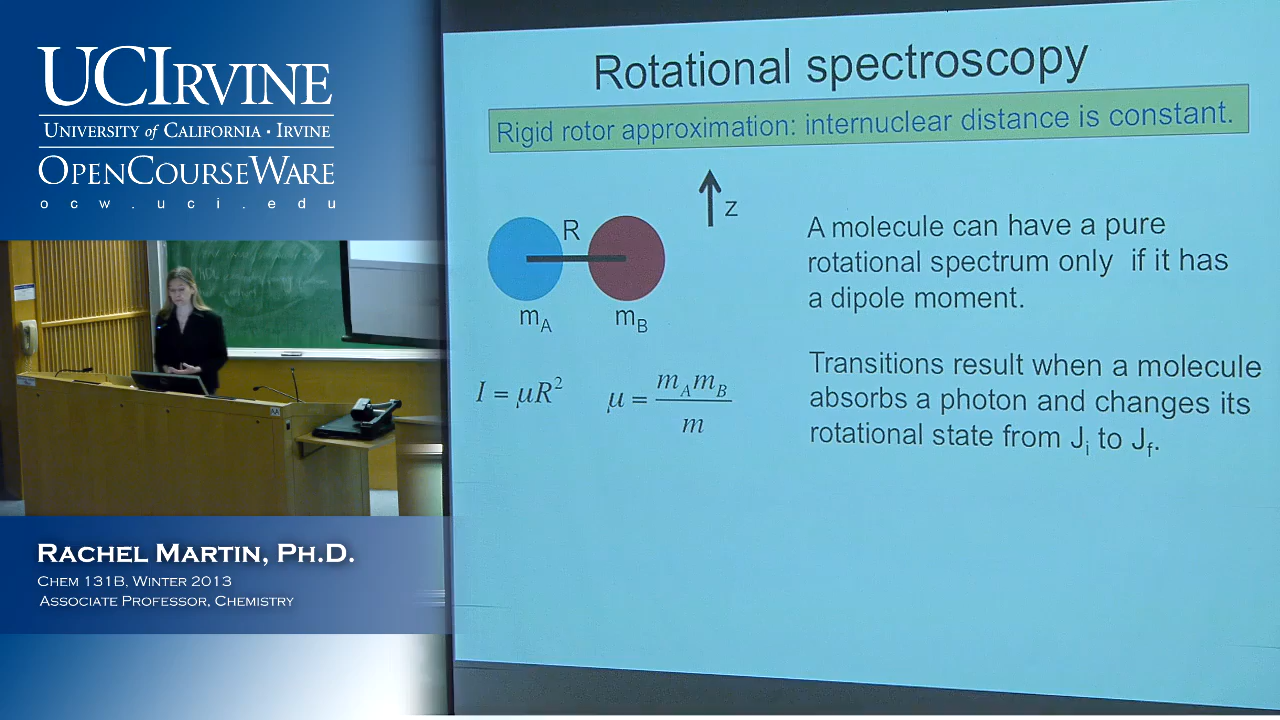 UCIRVINE
UNIVERSITY of CALIFORNIA · IRVINE
OPENCOURSEWARE
ocw.uci.edu
RACHEL MARTIN, PH.D.
CHEM 131B, WINTER 2013
ASSOCIATE PROFESSOR, CHEMISTRY
Rotational spectroscopy
Rigid rotor approximation: internuclear distance is constant.
z
R
m_A m_B
I = μR² μ = m_A m_B / m
A molecule can have a pure
rotational spectrum only if it has
a dipole moment.
Transitions result when a molecule
absorbs a photon and changes its
rotational state from J_i to J_f.